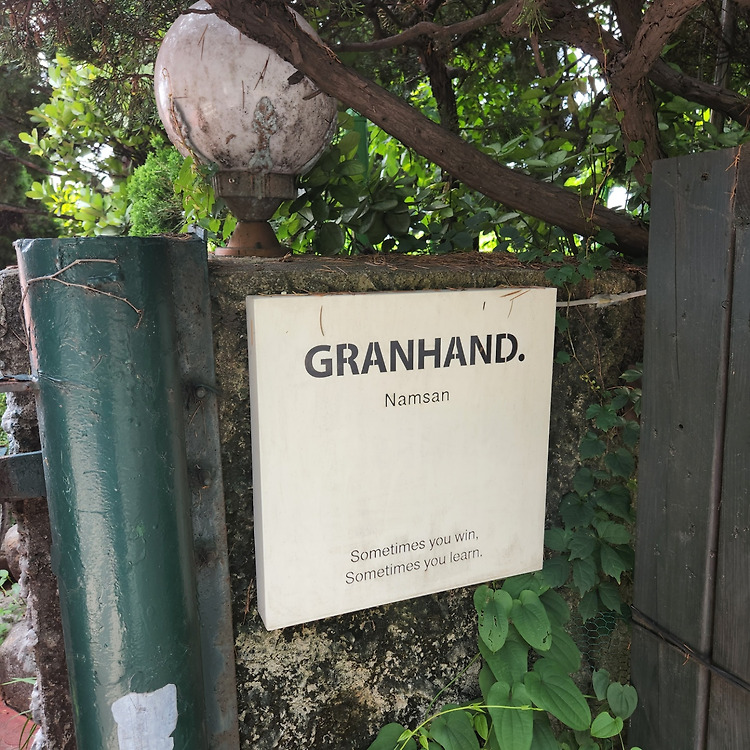 GRANHAND.
Namsan
Sometimes you win,
Sometimes you learn.